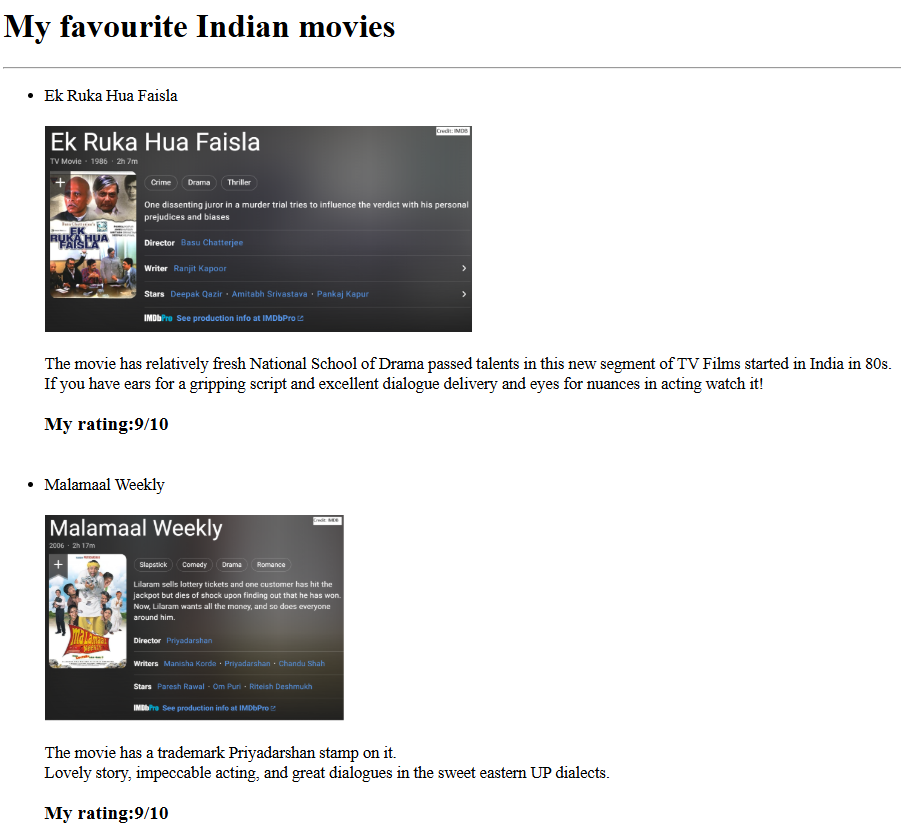 My favourite Indian movies
Ek Ruka Hua Faisla
Credit: IMDB
Ek Ruka Hua Faisla
TV Movie · 1986 · 2h 7m
+
Crime Drama Thriller
One dissenting juror in a murder trial tries to influence the verdict with his personal
prejudices and biases
EK
RUKA HUA
FAISLA
Director Basu Chatterjee
Writer Ranjit Kapoor
Stars Deepak Qazir · Amitabh Srivastava · Pankaj Kapur
IMDbPro See production info at IMDbPro
The movie has relatively fresh National School of Drama passed talents in this new segment of TV Films started in India in 80s.
If you have ears for a gripping script and excellent dialogue delivery and eyes for nuances in acting watch it!
My rating:9/10
Malamaal Weekly
Credit: IMDB
Malamaal Weekly
2006 · 2h 17m
+
Slapstick Comedy Drama Romance
Lilaram sells lottery tickets and one customer has hit the
jackpot but dies of shock upon finding out that he has won.
Now, Lilaram wants all the money, and so does everyone
around him.
Malamaal
WEEKLY
Director Priyadarshan
Writers Manisha Korde · Priyadarshan · Chandu Shah
Stars Paresh Rawal · Om Puri · Riteish Deshmukh
IMDbPro See production info at IMDbPro
The movie has a trademark Priyadarshan stamp on it.
Lovely story, impeccable acting, and great dialogues in the sweet eastern UP dialects.
My rating:9/10